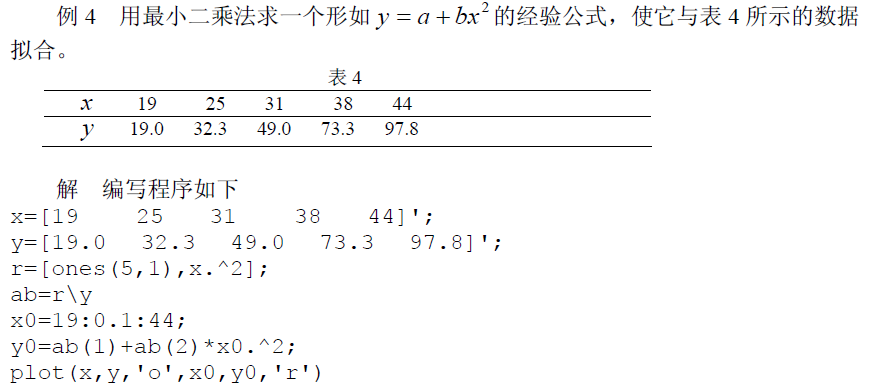 例 4 用最小二乘法求一个形如 y = a + bx² 的经验公式，使它与表 4 所示的数据
拟合。
表 4
x 19 25 31 38 44
y 19.0 32.3 49.0 73.3 97.8
解 编写程序如下
x=[19 25 31 38 44]';
y=[19.0 32.3 49.0 73.3 97.8]';
r=[ones(5,1),x.^2];
ab=r\y
x0=19:0.1:44;
y0=ab(1)+ab(2)*x0.^2;
plot(x,y,'o',x0,y0,'r')